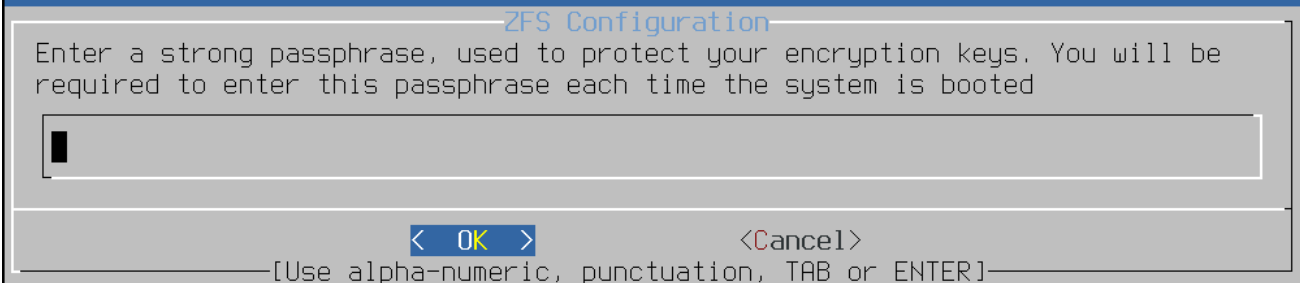 ZFS Configuration
Enter a strong passphrase, used to protect your encryption keys. You will be
required to enter this passphrase each time the system is booted
< OK > <Cancel>
[Use alpha-numeric, punctuation, TAB or ENTER]